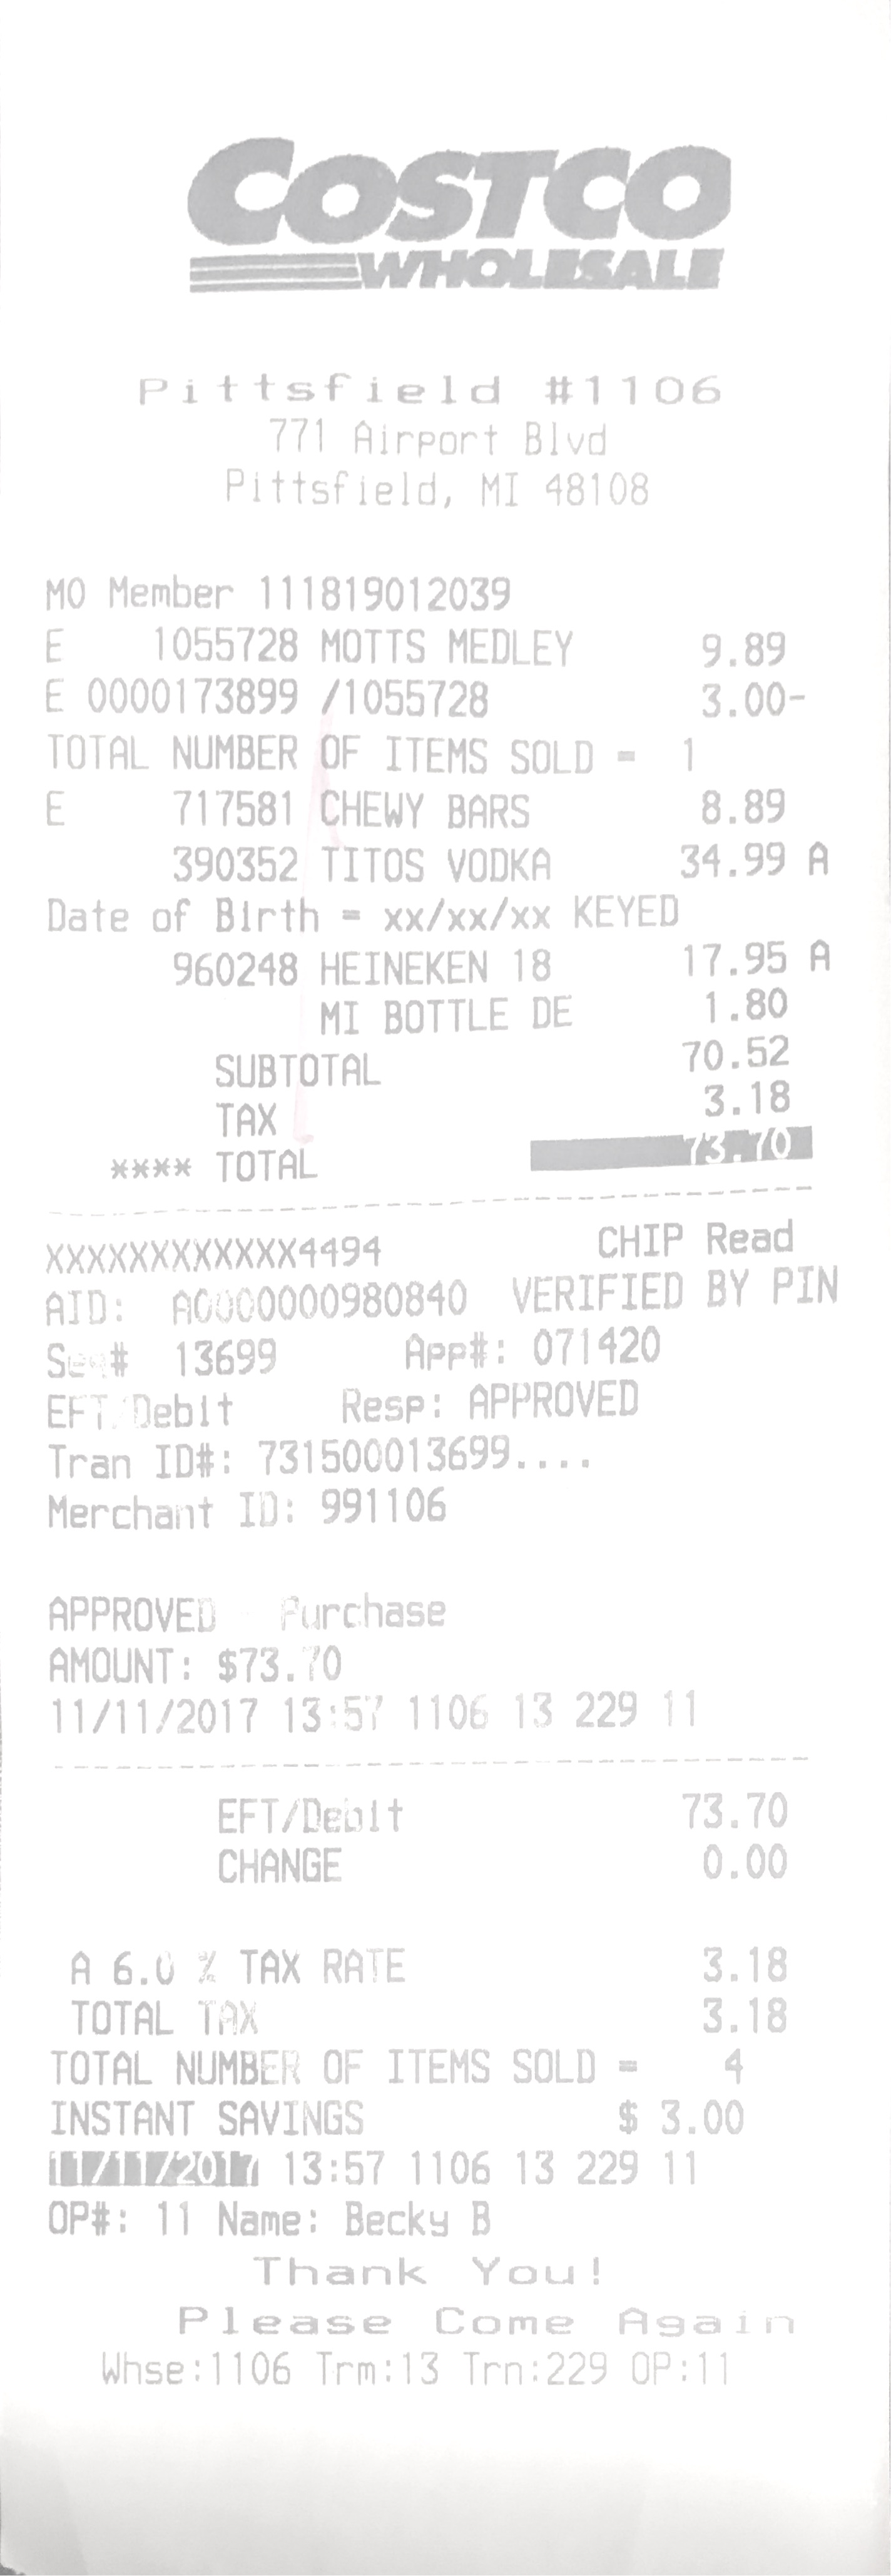 COSTCO
WHOLESALE
Pittsfield #1106
771 Airport Blvd
Pittsfield, MI 48108
MO Member 111819012039
E 1055728 MOTTS MEDLEY 9.89
E 0000173899 /1055728 3.00-
TOTAL NUMBER OF ITEMS SOLD = 1
E 717581 CHEWY BARS 8.89
390352 TITOS VODKA 34.99 A
Date of Birth = xx/xx/xx KEYED
960248 HEINEKEN 18 17.95 A
MI BOTTLE DE 1.80
SUBTOTAL 70.52
TAX 3.18
**** TOTAL 73.70
XXXXXXXXXXXX4494 CHIP Read
AID: A0000000980840 VERIFIED BY PIN
Seq# 13699 App#: 071420
EFT/Debit Resp: APPROVED
Tran ID#: 731500013699....
Merchant ID: 991106
APPROVED - Purchase
AMOUNT: $73.70
11/11/2017 13:57 1106 13 229 11
EFT/Debit 73.70
CHANGE 0.00
A 6.0 % TAX RATE 3.18
TOTAL TAX 3.18
TOTAL NUMBER OF ITEMS SOLD = 4
INSTANT SAVINGS $ 3.00
11/11/2017 13:57 1106 13 229 11
OP#: 11 Name: Becky B
Thank You!
Please Come Again
Whse:1106 Trm:13 Trn:229 OP:11